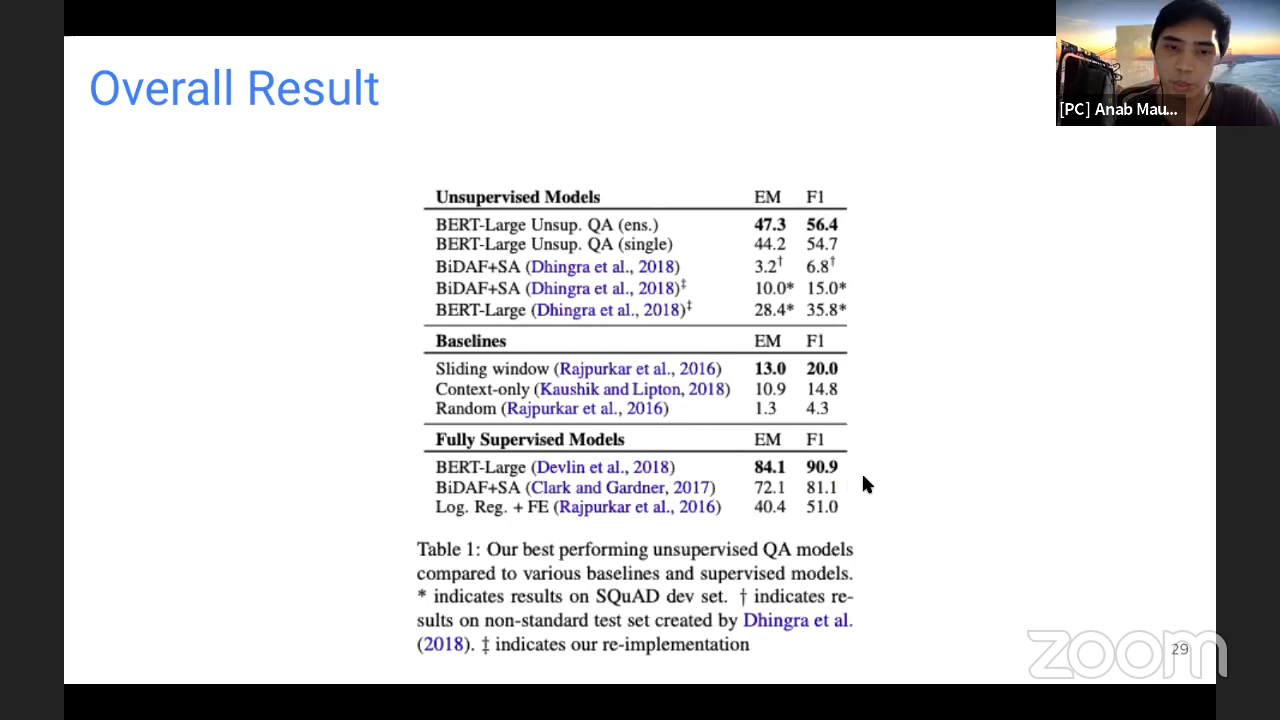 Overall Result
[PC] Anab Mau...
Unsupervised Models EM F1
BERT-Large Unsup. QA (ens.) 47.3 56.4
BERT-Large Unsup. QA (single) 44.2 54.7
BiDAF+SA (Dhingra et al., 2018) 3.2† 6.8†
BiDAF+SA (Dhingra et al., 2018)‡ 10.0* 15.0*
BERT-Large (Dhingra et al., 2018)‡ 28.4* 35.8*
Baselines EM F1
Sliding window (Rajpurkar et al., 2016) 13.0 20.0
Context-only (Kaushik and Lipton, 2018) 10.9 14.8
Random (Rajpurkar et al., 2016) 1.3 4.3
Fully Supervised Models EM F1
BERT-Large (Devlin et al., 2018) 84.1 90.9
BiDAF+SA (Clark and Gardner, 2017) 72.1 81.1
Log. Reg. + FE (Rajpurkar et al., 2016) 40.4 51.0
Table 1: Our best performing unsupervised QA models
compared to various baselines and supervised models.
* indicates results on SQuAD dev set. † indicates re-
sults on non-standard test set created by Dhingra et al.
(2018). ‡ indicates our re-implementation
zoom
29